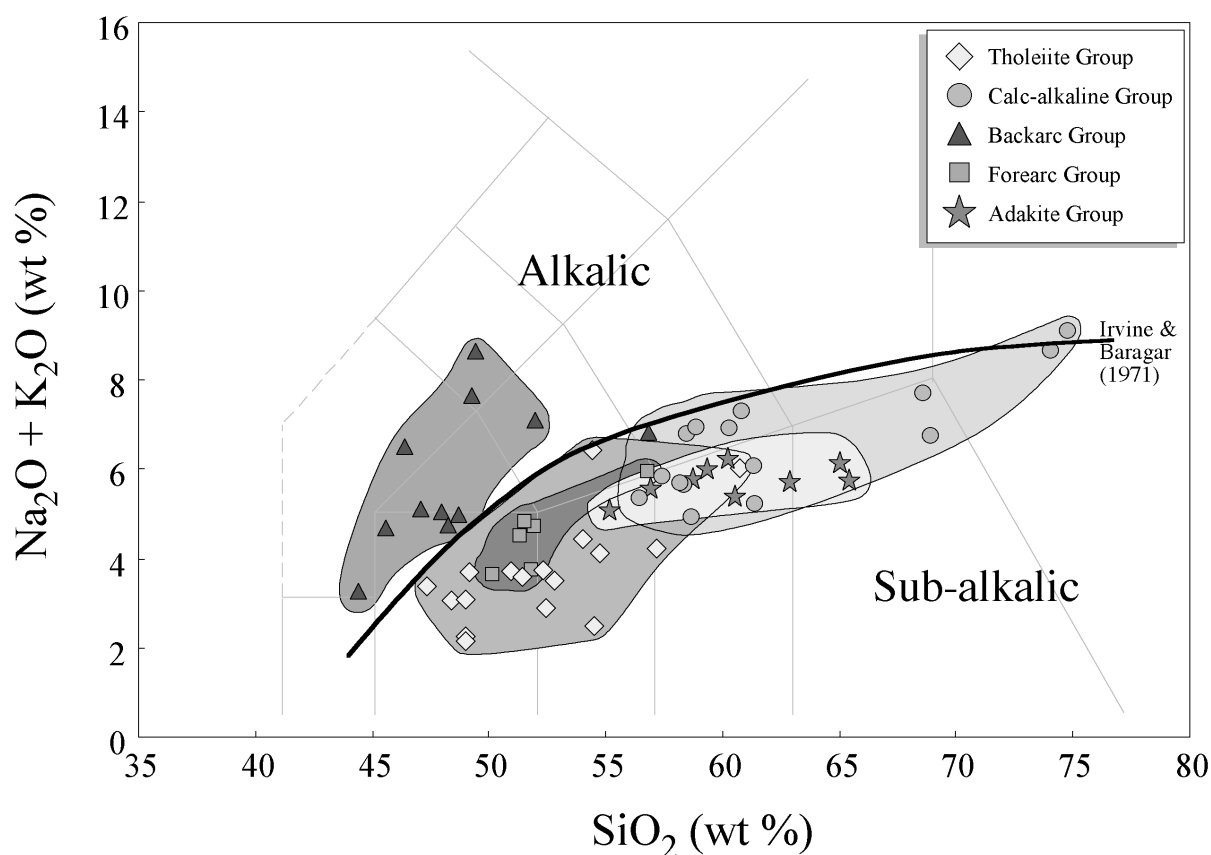 16
14
12
10
8
6
4
2
0
Na₂O + K₂O (wt %)
Tholeiite Group
Calc-alkaline Group
Backarc Group
Forearc Group
Adakite Group
Alkalic
Irvine &
Baragar
(1971)
Sub-alkalic
35 40 45 50 55 60 65 70 75 80
SiO₂ (wt %)